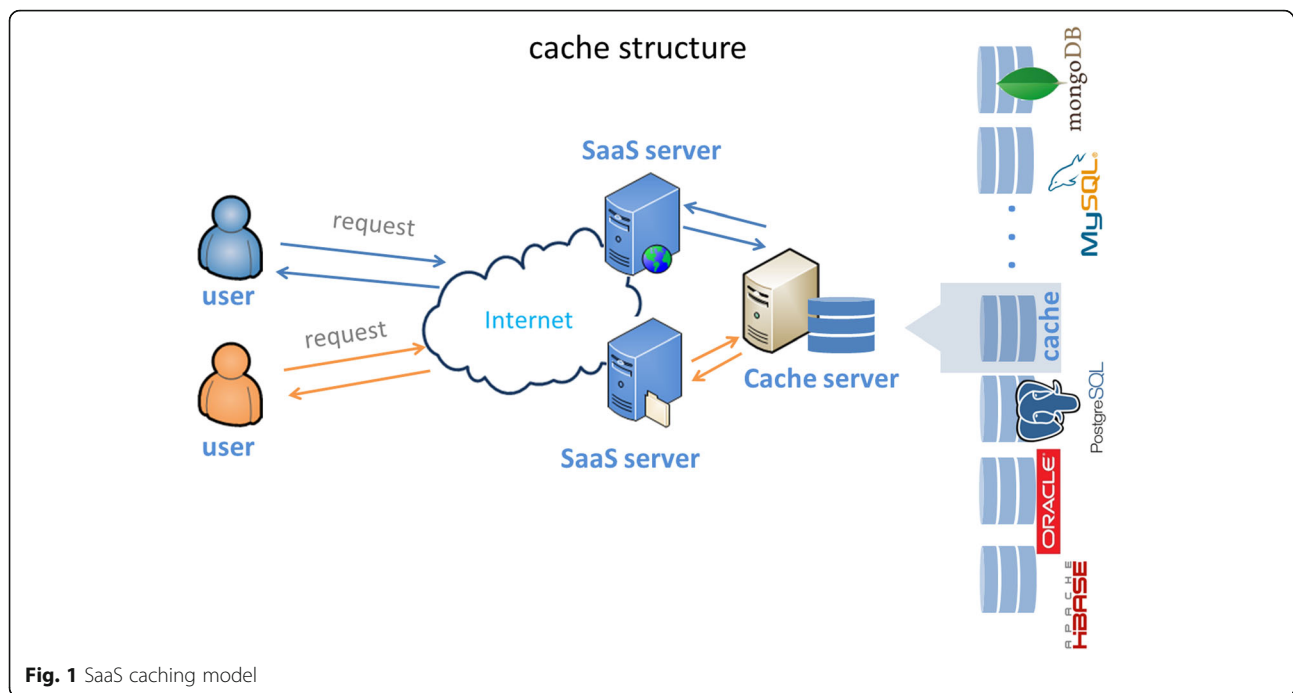 cache structure
SaaS server
request
user
request
user
Internet
SaaS server
Cache server
mongoDB
MySQL®
cache
PostgreSQL
ORACLE®
APACHE
HBASE
Fig. 1 SaaS caching model